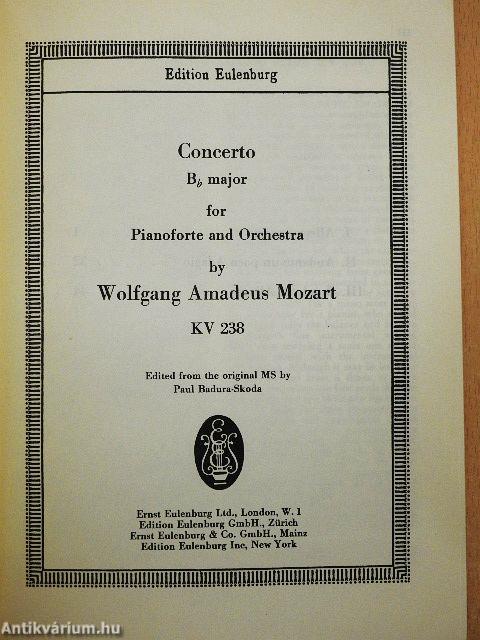 Edition Eulenburg
Concerto
B♭ major
for
Pianoforte and Orchestra
by
Wolfgang Amadeus Mozart
KV 238
Edited from the original MS by
Paul Badura-Skoda
Ernst Eulenburg Ltd., London, W. 1
Edition Eulenburg GmbH., Zürich
Ernst Eulenburg & Co. GmbH., Mainz
Edition Eulenburg Inc, New York
Antikvárium.hu